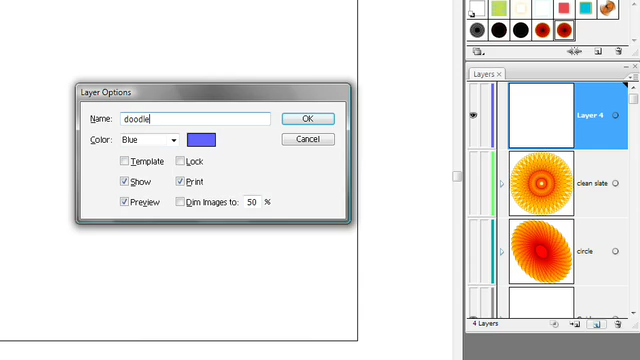 Layer Options
Name: doodle
OK
Color: Blue
Cancel
Template
Lock
Show
Print
Preview
Dim Images to: 50 %
Layers ×
Layer 4
clean slate
circle
4 Layers